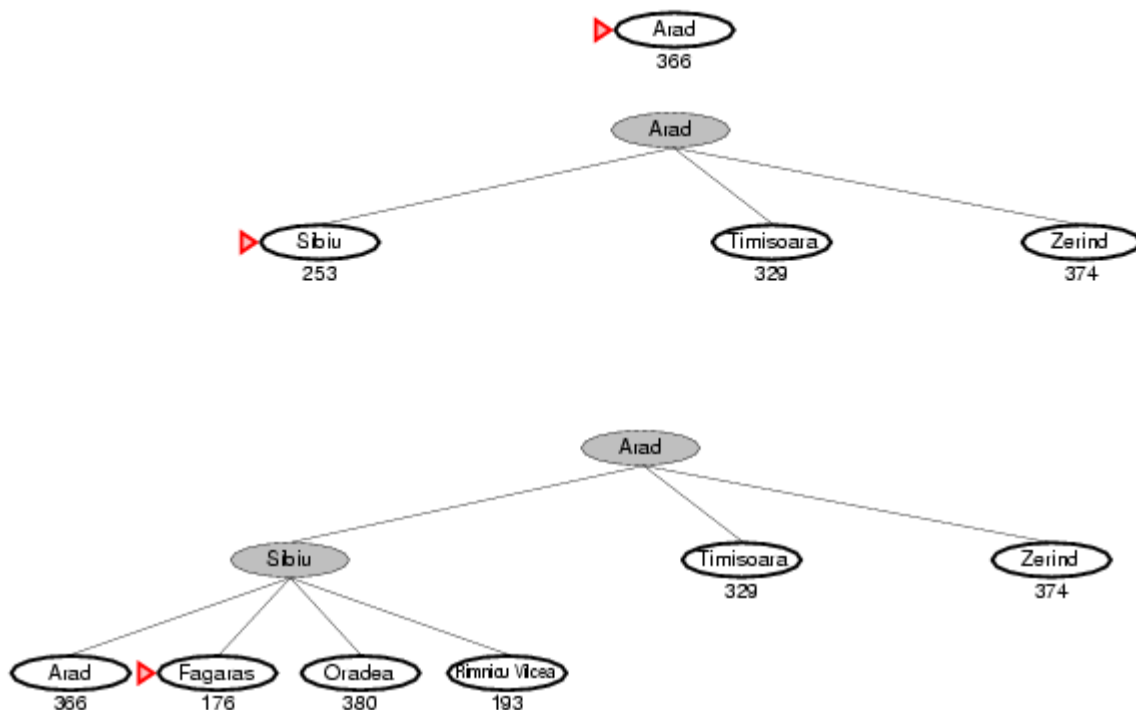 Arad
366
Arad
Sibiu Timisoara Zerind
253 329 374
Arad
Sibiu Timisoara Zerind
329 374
Arad Fagaras Oradea Rimnicu Vilcea
366 176 380 193